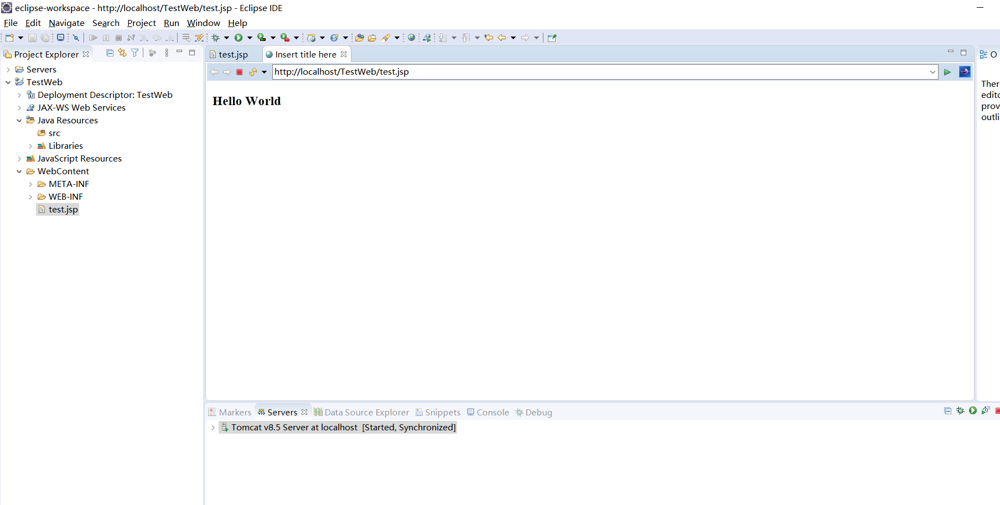 eclipse-workspace - http://localhost/TestWeb/test.jsp - Eclipse IDE
File Edit Navigate Search Project Run Window Help
Project Explorer
Servers
TestWeb
Deployment Descriptor: TestWeb
JAX-WS Web Services
Java Resources
src
Libraries
JavaScript Resources
WebContent
META-INF
WEB-INF
test.jsp
test.jsp Insert title here
http://localhost/TestWeb/test.jsp
Hello World
O
Ther
edito
prov
outli
Markers Servers Data Source Explorer Snippets Console Debug
Tomcat v8.5 Server at localhost [Started, Synchronized]